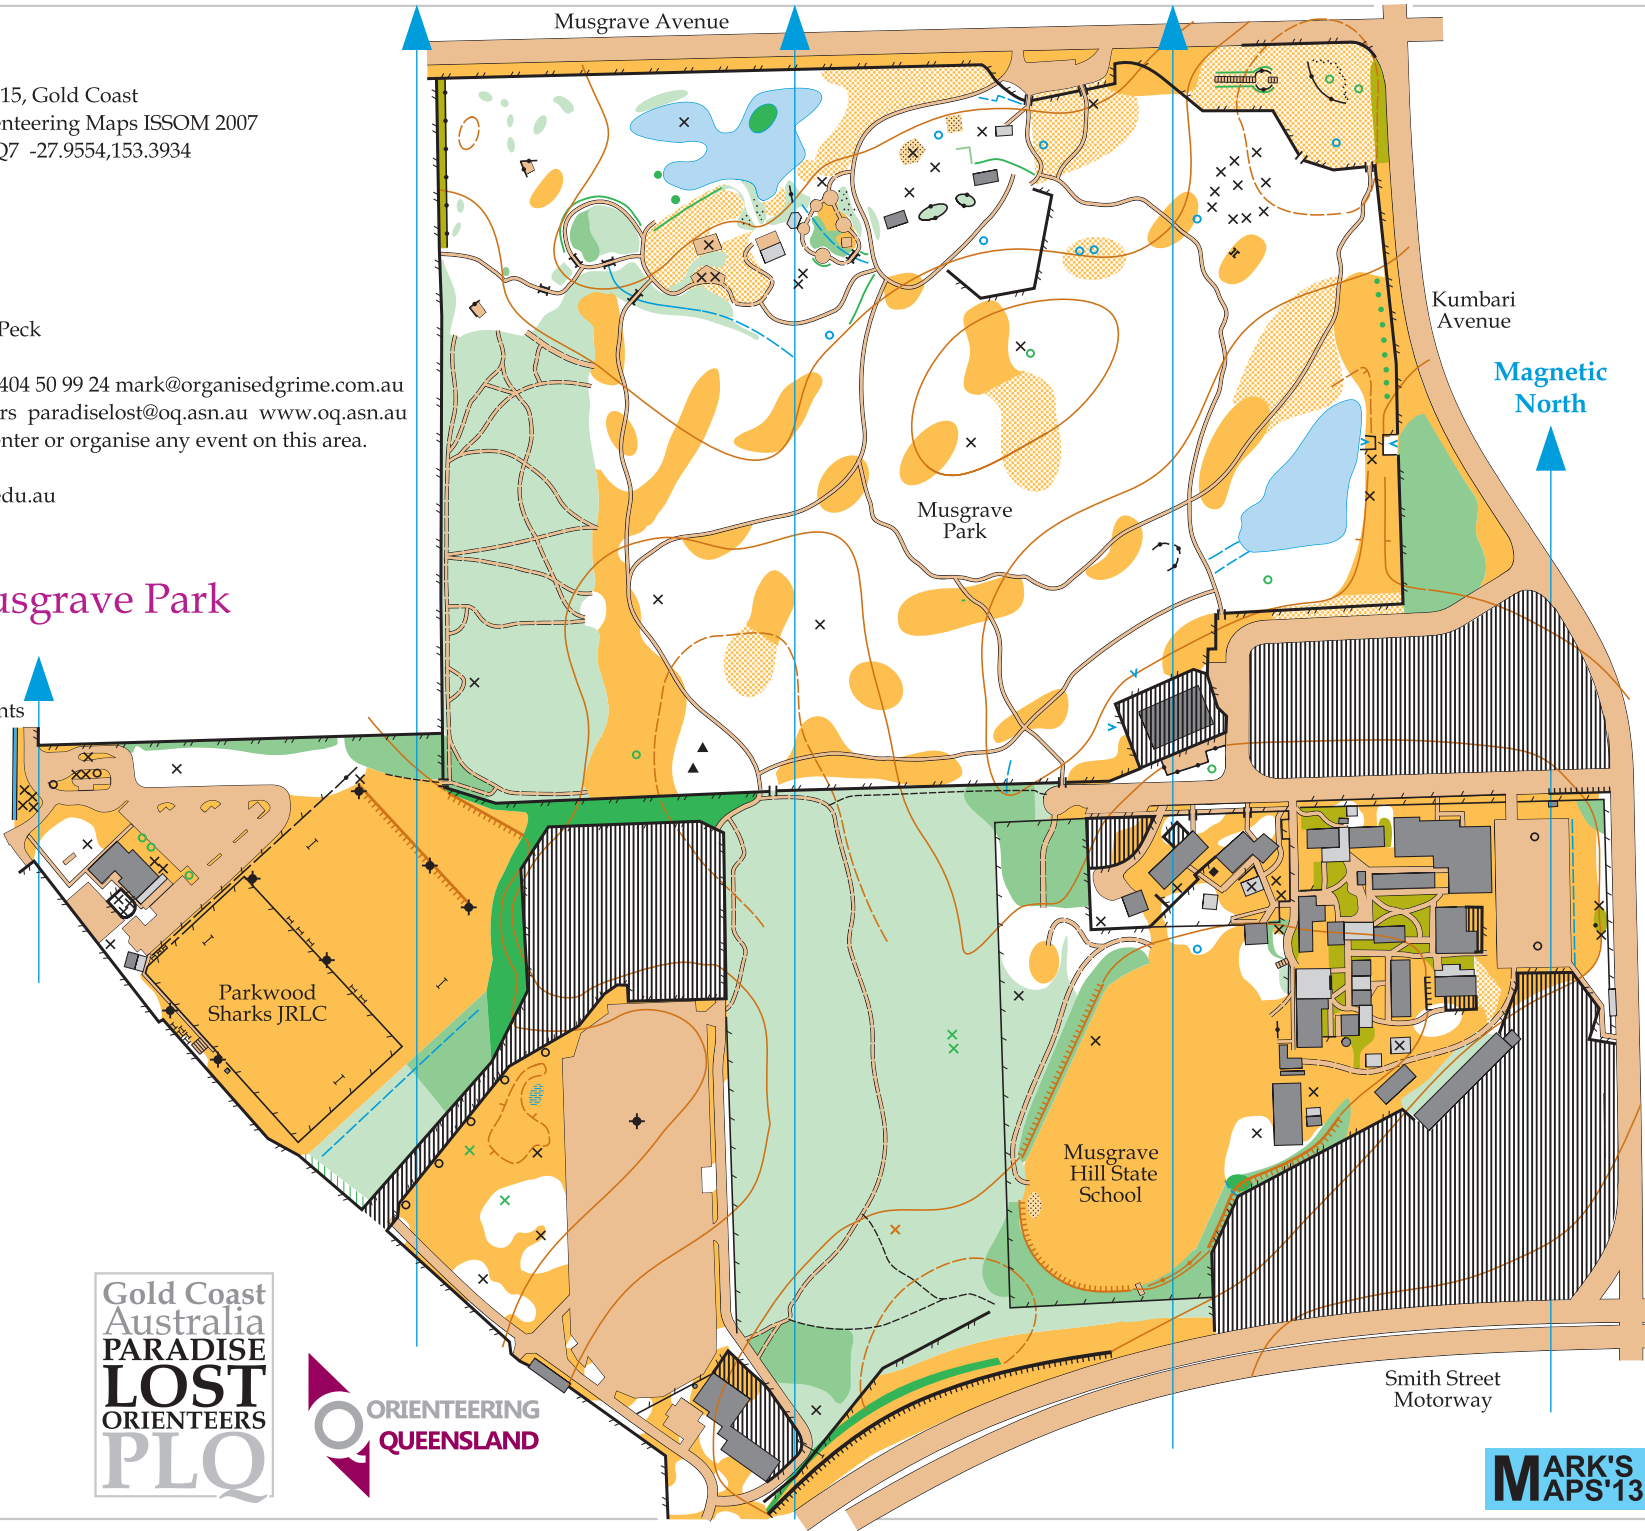 Musgrave Avenue
15, Gold Coast
enteering Maps ISSOM 2007
Q7 -27.9554,153.3934
Peck
404 50 99 24 mark@organisedgrime.com.au
rs paradiselost@oq.asn.au www.oq.asn.au
enter or organise any event on this area.
edu.au
usgrave Park
nts
Kumbari
Avenue
Magnetic
North
Musgrave
Park
Parkwood
Sharks JRLC
Musgrave
Hill State
School
Smith Street
Motorway
Gold Coast
Australia
PARADISE
LOST
ORIENTEERS
PLQ
ORIENTEERING
QUEENSLAND
MARK'S
MAPS'13